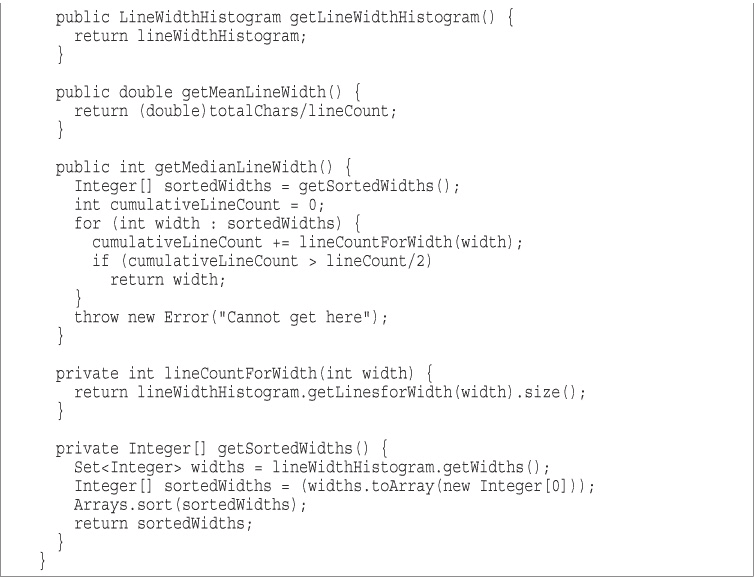 public LineWidthHistogram getLineWidthHistogram() {
return lineWidthHistogram;
}
public double getMeanLineWidth() {
return (double)totalChars/lineCount;
}
public int getMedianLineWidth() {
Integer[] sortedWidths = getSortedWidths();
int cumulativeLineCount = 0;
for (int width : sortedWidths) {
cumulativeLineCount += lineCountForWidth(width);
if (cumulativeLineCount > lineCount/2)
return width;
}
throw new Error("Cannot get here");
}
private int lineCountForWidth(int width) {
return lineWidthHistogram.getLinesforWidth(width).size();
}
private Integer[] getSortedWidths() {
Set<Integer> widths = lineWidthHistogram.getWidths();
Integer[] sortedWidths = (widths.toArray(new Integer[0]));
Arrays.sort(sortedWidths);
return sortedWidths;
}
}